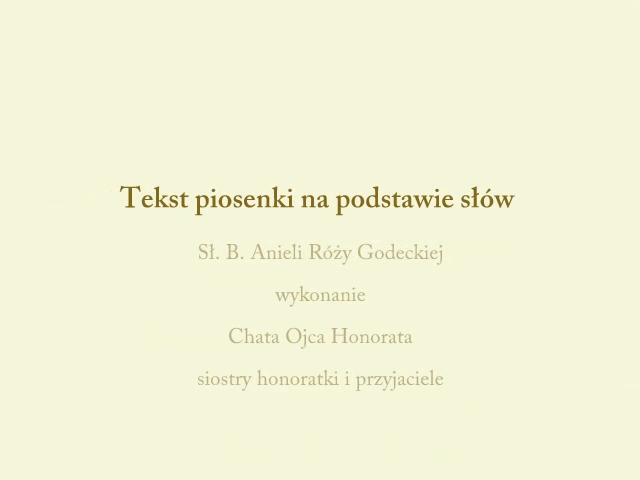 Tekst piosenki na podstawie słów
Sł. B. Anieli Róży Godeckiej
wykonanie
Chata Ojca Honorata
siostry honoratki i przyjaciele